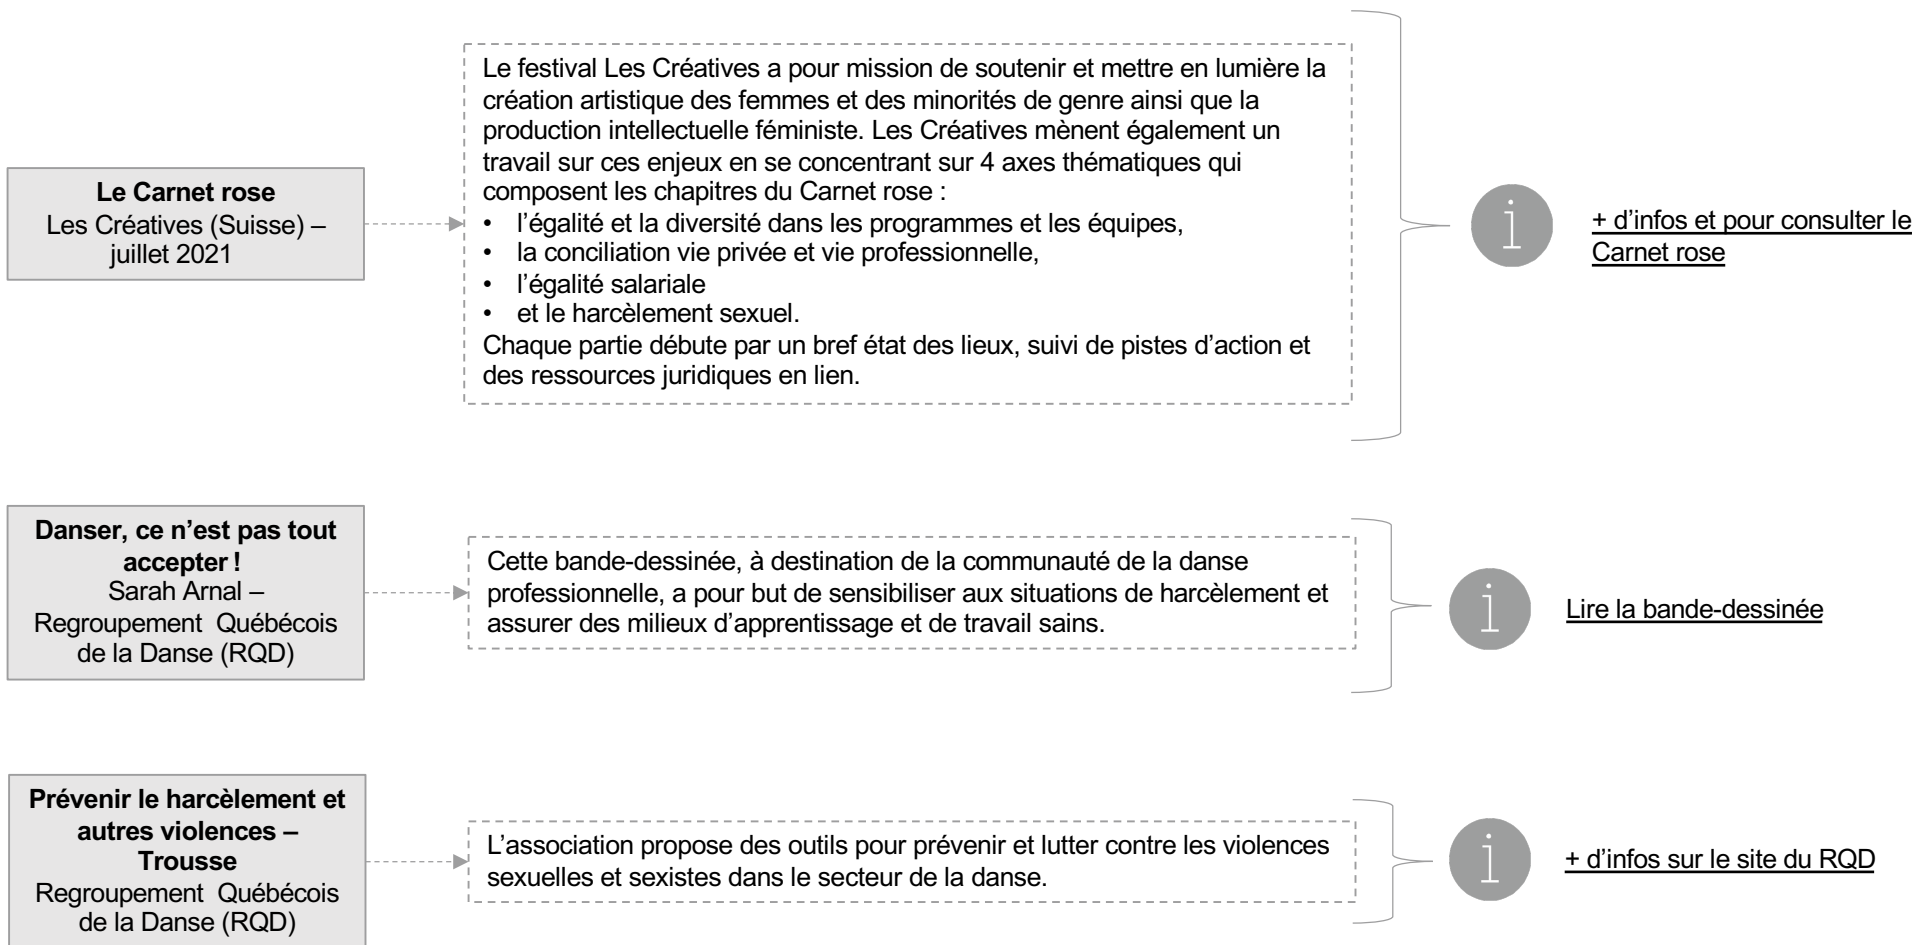 Le Carnet rose
Les Créatives (Suisse) –
juillet 2021
Le festival Les Créatives a pour mission de soutenir et mettre en lumière la
création artistique des femmes et des minorités de genre ainsi que la
production intellectuelle féministe. Les Créatives mènent également un
travail sur ces enjeux en se concentrant sur 4 axes thématiques qui
composent les chapitres du Carnet rose :
• l’égalité et la diversité dans les programmes et les équipes,
• la conciliation vie privée et vie professionnelle,
• l’égalité salariale
• et le harcèlement sexuel.
Chaque partie débute par un bref état des lieux, suivi de pistes d’action et
des ressources juridiques en lien.
i
+ d’infos et pour consulter le
Carnet rose
Danser, ce n’est pas tout
accepter !
Sarah Arnal –
Regroupement Québécois
de la Danse (RQD)
Cette bande-dessinée, à destination de la communauté de la danse
professionnelle, a pour but de sensibiliser aux situations de harcèlement et
assurer des milieux d’apprentissage et de travail sains.
i
Lire la bande-dessinée
Prévenir le harcèlement et
autres violences –
Trousse
Regroupement Québécois
de la Danse (RQD)
L’association propose des outils pour prévenir et lutter contre les violences
sexuelles et sexistes dans le secteur de la danse.
i
+ d’infos sur le site du RQD